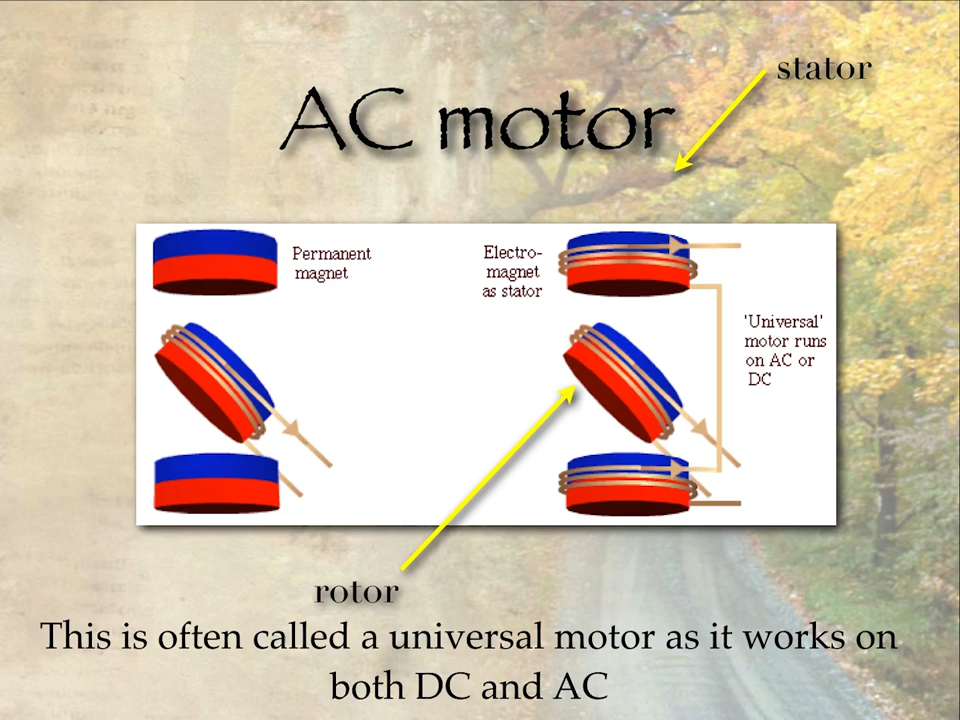 stator
AC motor
Permanent
magnet
Electro-
magnet
as stator
'Universal'
motor runs
on AC or
DC
rotor
This is often called a universal motor as it works on
both DC and AC